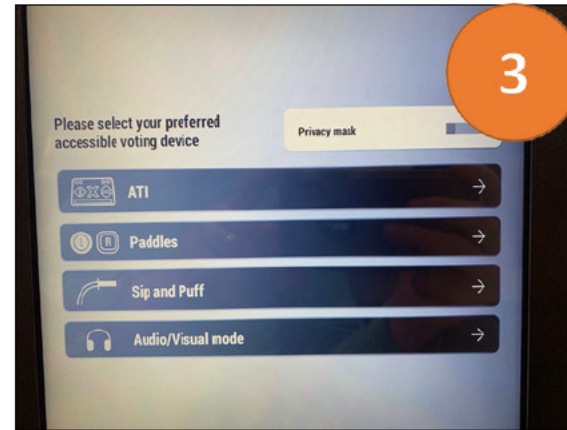 3
Please select your preferred
accessible voting device
Privacy mask
ATI
L R Paddles
Sip and Puff
Audio/Visual mode